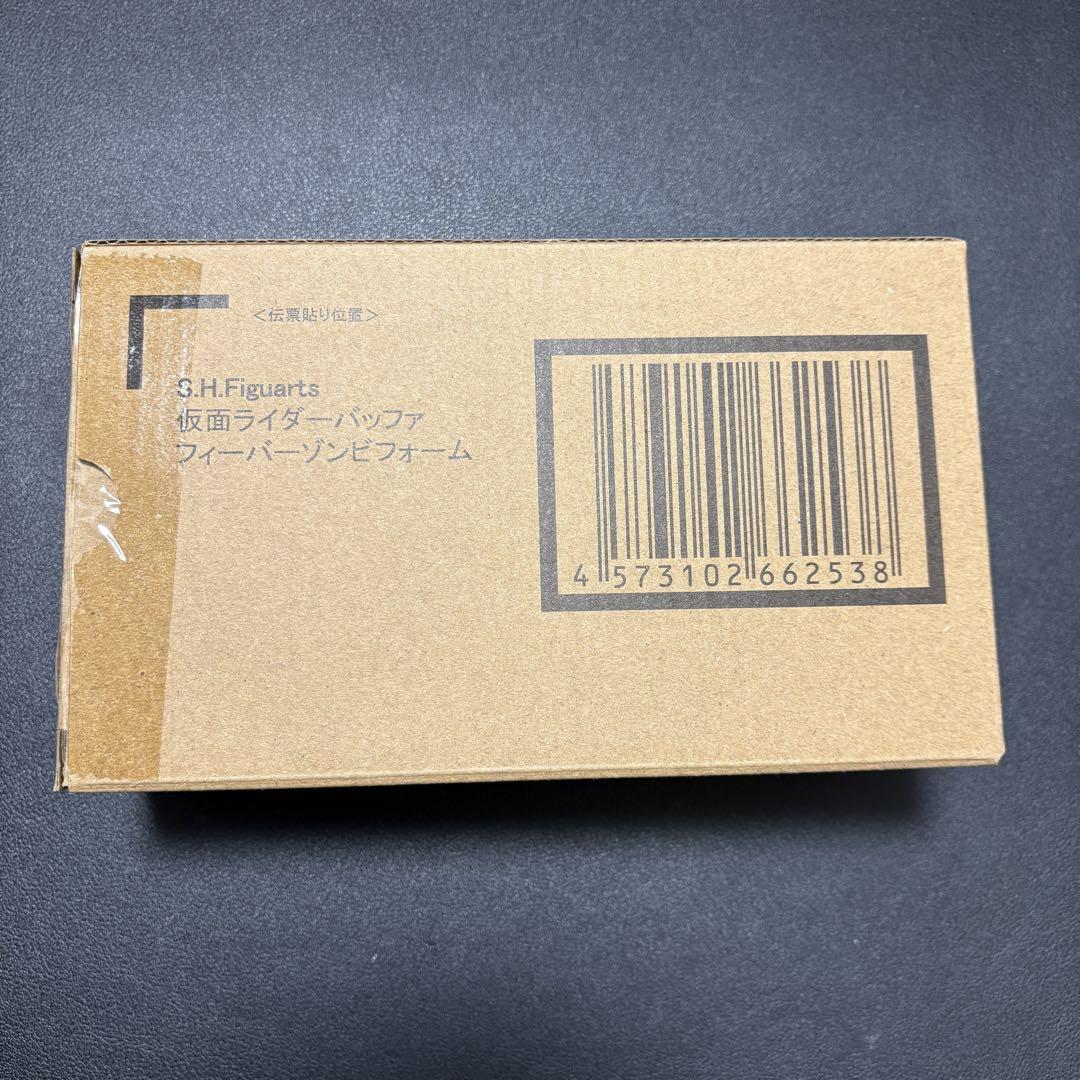 <伝票貼り位置>
S.H.Figuarts
仮面ライダーバッファ
フィーバーゾンビフォーム
4 573102 662538